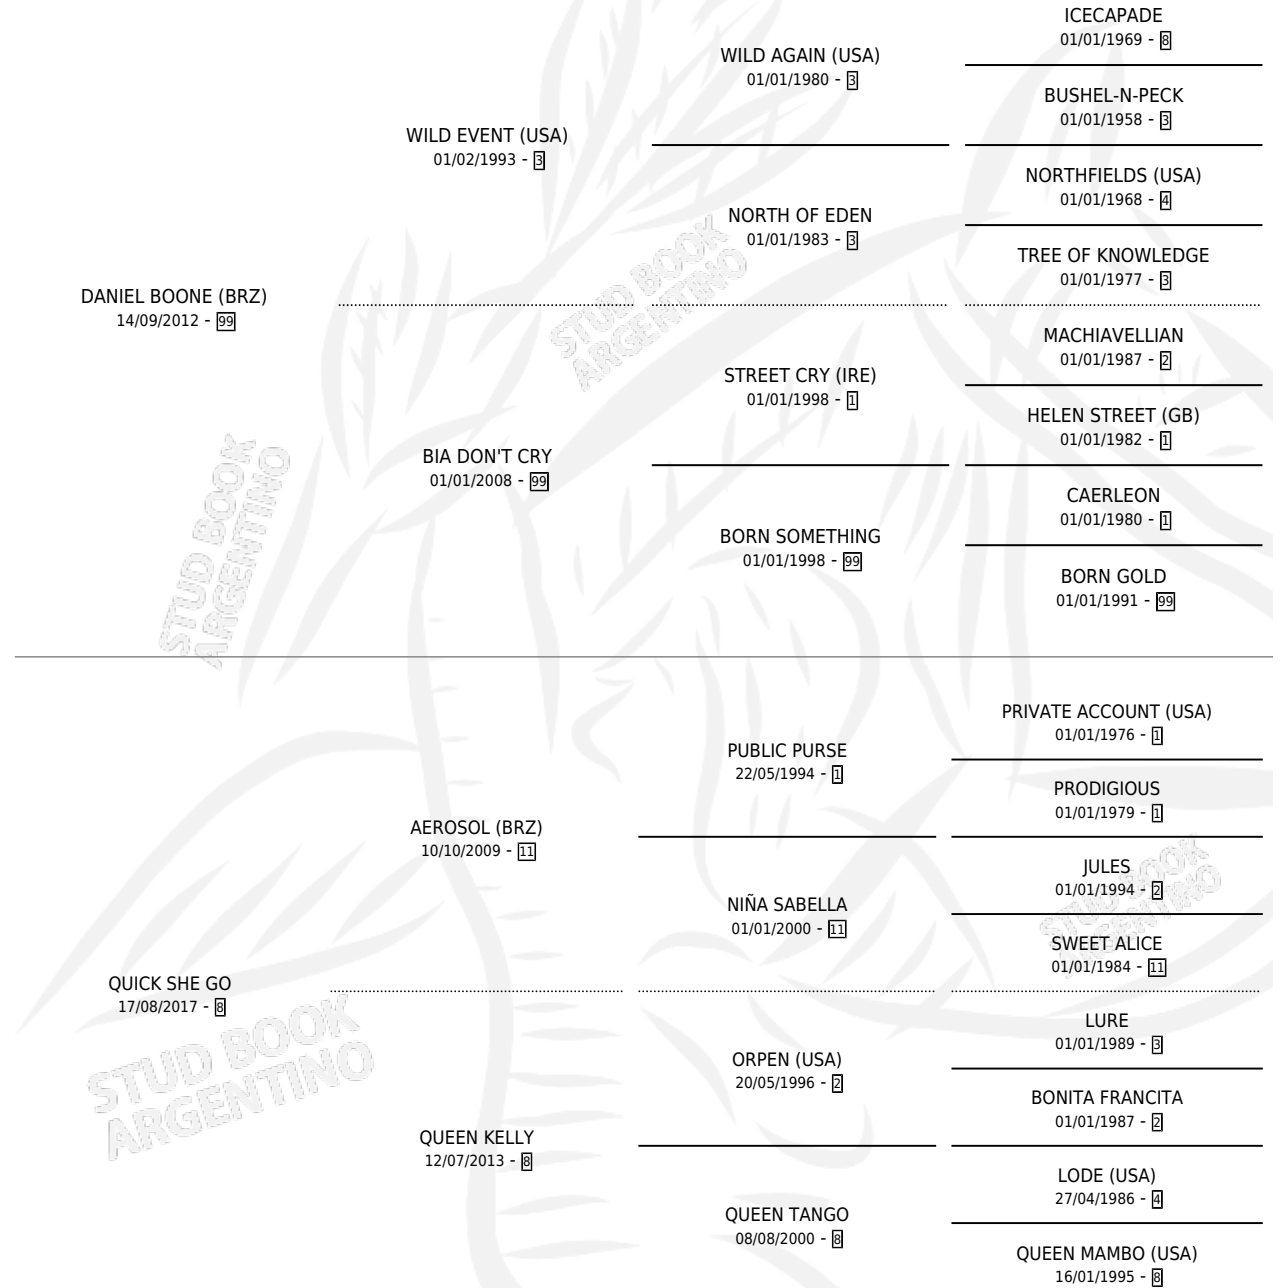 ICECAPADE
01/01/1969 - 8
WILD AGAIN (USA)
01/01/1980 - 3
BUSHEL-N-PECK
01/01/1958 - 3
WILD EVENT (USA)
01/02/1993 - 3
NORTHFIELDS (USA)
01/01/1968 - 4
NORTH OF EDEN
01/01/1983 - 3
TREE OF KNOWLEDGE
01/01/1977 - 3
DANIEL BOONE (BRZ)
14/09/2012 - 99
MACHIAVELLIAN
01/01/1987 - 2
STREET CRY (IRE)
01/01/1998 - 1
HELEN STREET (GB)
01/01/1982 - 1
BIA DON'T CRY
01/01/2008 - 99
CAERLEON
01/01/1980 - 1
BORN SOMETHING
01/01/1998 - 99
BORN GOLD
01/01/1991 - 99
STUD BOOK
ARGENTINO
STUD BOOK
ARGENTINO
PRIVATE ACCOUNT (USA)
01/01/1976 - 1
PUBLIC PURSE
22/05/1994 - 1
PRODIGIOUS
01/01/1979 - 1
AEROSOL (BRZ)
10/10/2009 - 11
JULES
01/01/1994 - 2
NIÑA SABELLA
01/01/2000 - 11
SWEET ALICE
01/01/1984 - 11
STUD BOOK
ARGENTINO
QUICK SHE GO
17/08/2017 - 8
LURE
01/01/1989 - 3
ORPEN (USA)
20/05/1996 - 2
BONITA FRANCITA
01/01/1987 - 2
QUEEN KELLY
12/07/2013 - 8
LODE (USA)
27/04/1986 - 4
QUEEN TANGO
08/08/2000 - 8
QUEEN MAMBO (USA)
16/01/1995 - 8
STUD BOOK
ARGENTINO